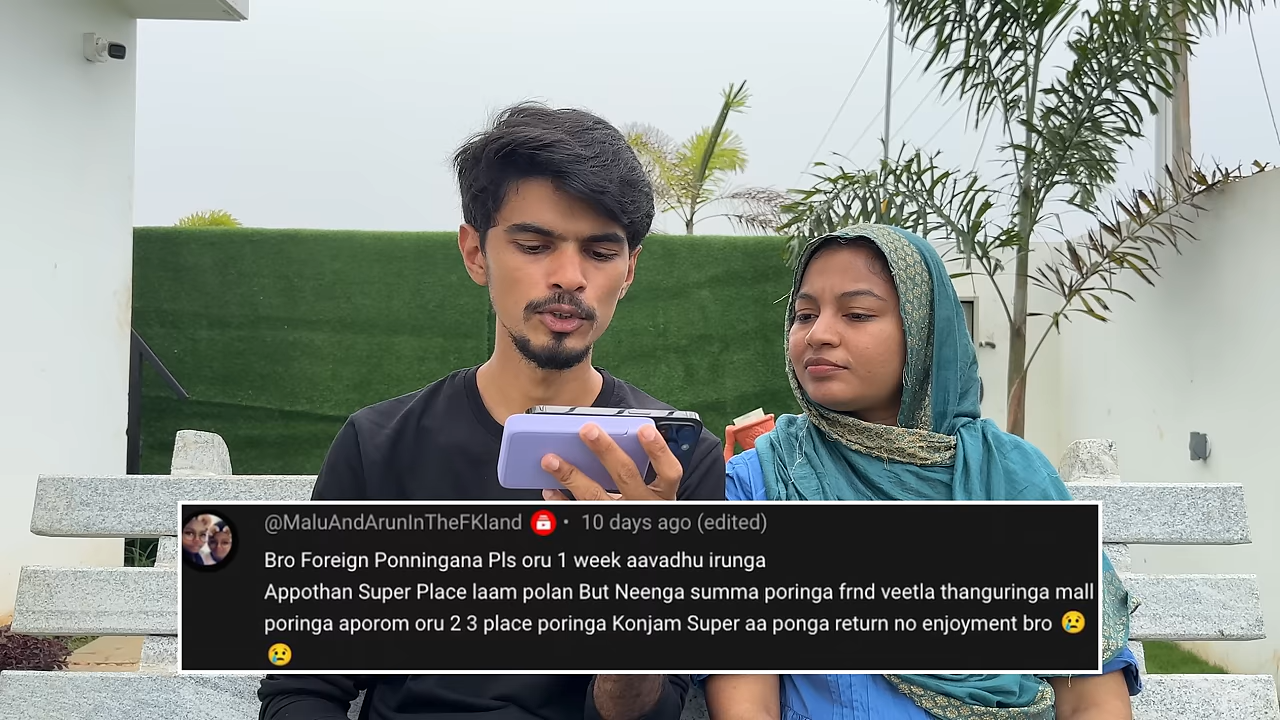 @MaluAndArunInTheFKland • 10 days ago (edited)
Bro Foreign Ponningana Pls oru 1 week aavadhu irunga
Appothan Super Place laam polan But Neenga summa poringa frnd veetla thanguringa mall
poringa aporom oru 2 3 place poringa Konjam Super aa ponga return no enjoyment bro 😢
😢